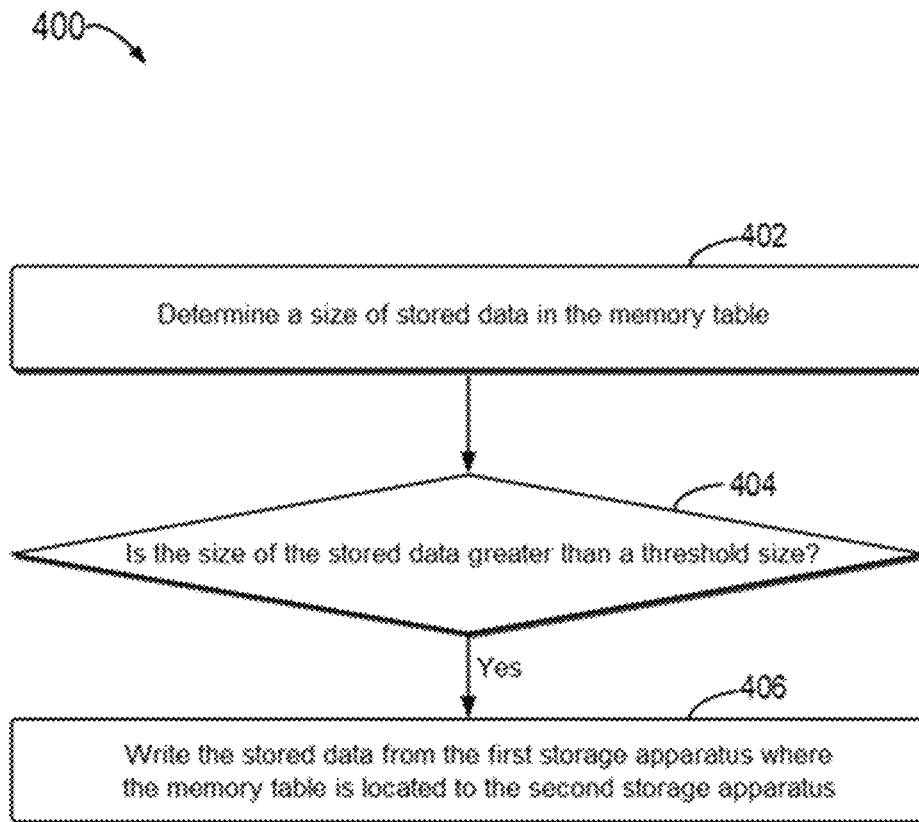 400
402
Determine a size of stored data in the memory table
404
Is the size of the stored data greater than a threshold size?
Yes
406
Write the stored data from the first storage apparatus where
the memory table is located to the second storage apparatus